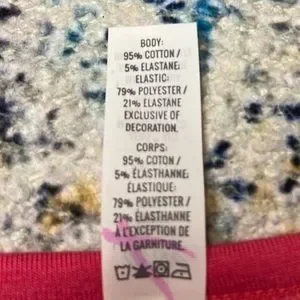 BODY:
95% COTTON /
5% ELASTANE;
ELASTIC:
79% POLYESTER /
21% ELASTANE
EXCLUSIVE OF
DECORATION.
CORPS:
95% COTON /
5% ÉLASTHANNE;
ÉLASTIQUE:
79% POLYESTER /
21% ÉLASTHANNE
À L'EXCEPTION DE
LA GARNITURE.